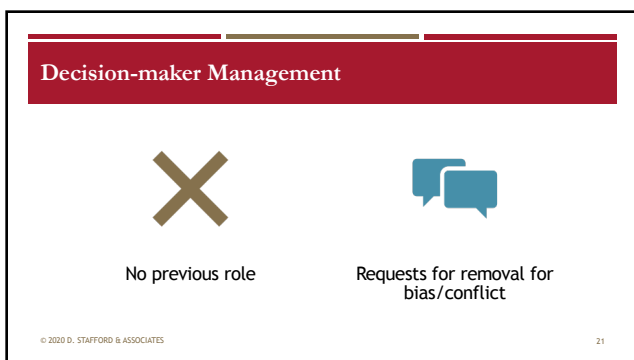 Decision-maker Management
No previous role
Requests for removal for
bias/conflict
© 2020 D. STAFFORD & ASSOCIATES
21